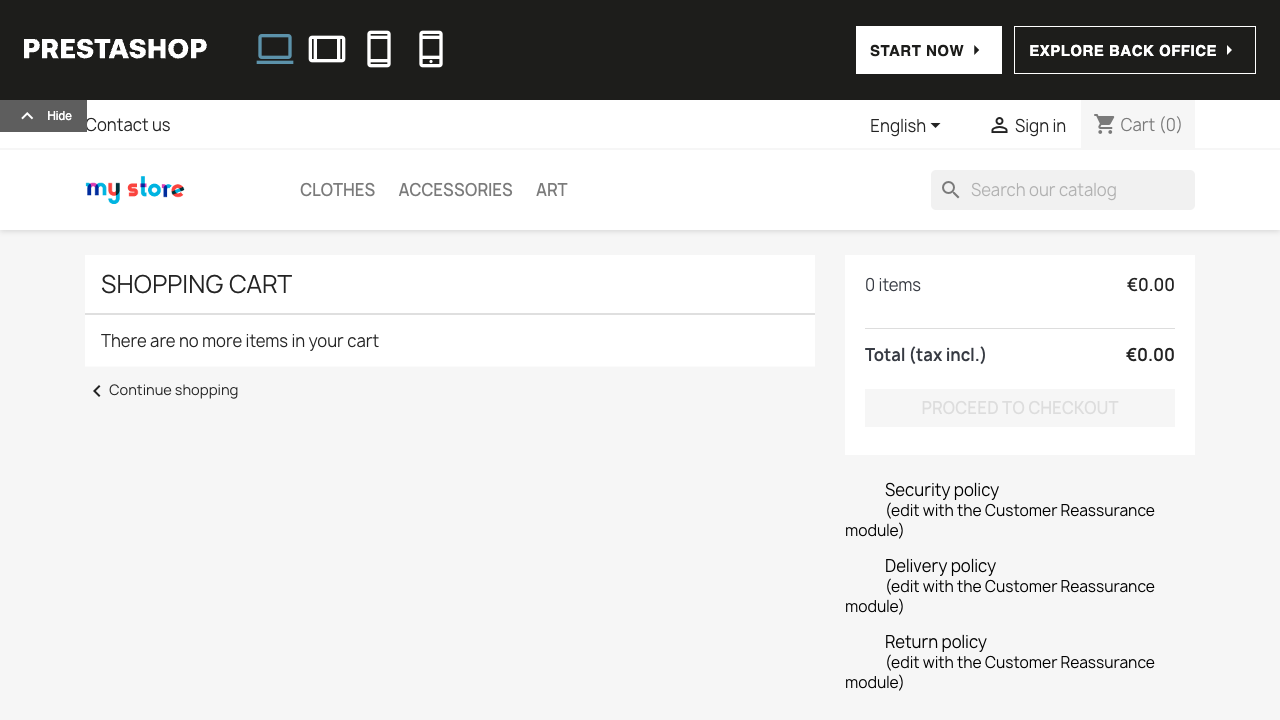 PRESTASHOP
START NOW
EXPLORE BACK OFFICE
Hide
Contact us
English
Sign in
Cart (0)
my store
CLOTHES
ACCESSORIES
ART
Search our catalog
SHOPPING CART
There are no more items in your cart
Continue shopping
0 items
€0.00
Total (tax incl.)
€0.00
PROCEED TO CHECKOUT
Security policy
(edit with the Customer Reassurance
module)
Delivery policy
(edit with the Customer Reassurance
module)
Return policy
(edit with the Customer Reassurance
module)